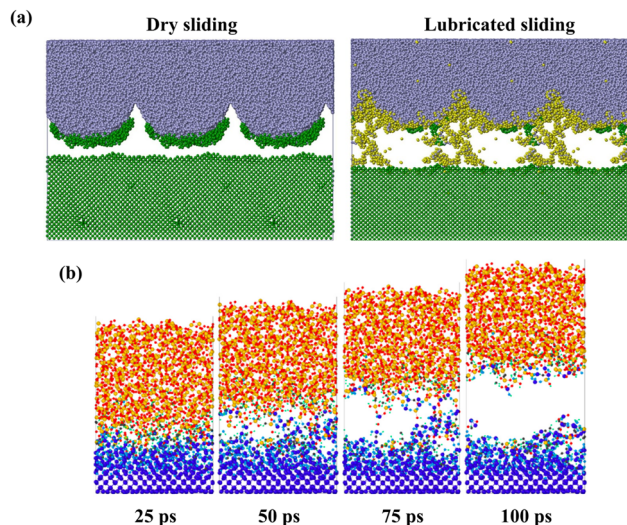 (a)
Dry sliding
Lubricated sliding
(b)
25 ps
50 ps
75 ps
100 ps